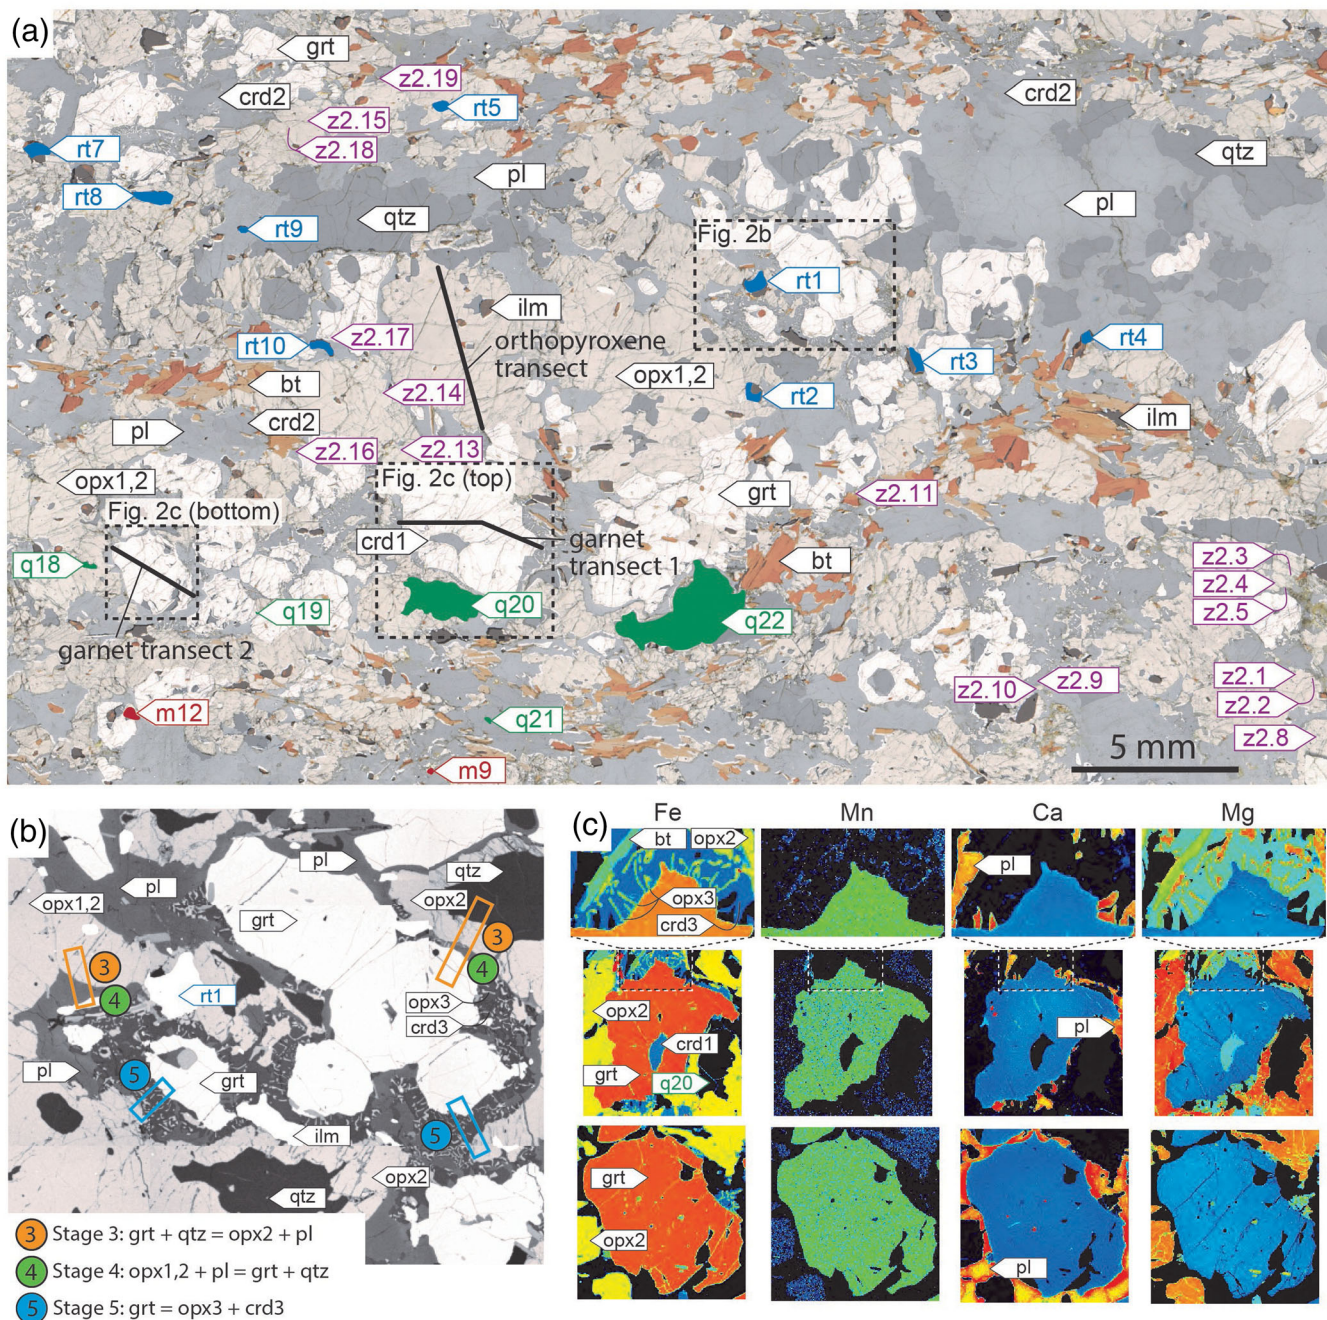 (a)
grt
z2.19
crd2
z2.15
rt5
crd2
rt7
z2.18
qtz
pl
rt8
qtz
pl
rt9
Fig. 2b
rt1
ilm
rt10
z2.17
orthopyroxene
transect
opx1,2
rt3
rt4
bt
z2.14
rt2
crd2
pl
ilm
z2.16
z2.13
opx1,2
Fig. 2c (top)
grt
z2.11
Fig. 2c (bottom)
crd1
garnet
transect 1
bt
z2.3
q18
z2.4
q19
q20
q22
z2.5
garnet transect 2
z2.10
z2.9
z2.1
z2.2
m12
q21
z2.8
5 mm
m9
(b)
pl
qtz
opx1,2
pl
opx2
grt
3
3
4
rt1
4
opx3
crd3
pl
5
grt
ilm
5
opx2
qtz
3 Stage 3: grt + qtz = opx2 + pl
4 Stage 4: opx1,2 + pl = grt + qtz
5 Stage 5: grt = opx3 + crd3
(c)
Fe Mn Ca Mg
bt
opx2
pl
opx3
crd3
opx2
crd1
pl
grt
q20
grt
opx2
pl